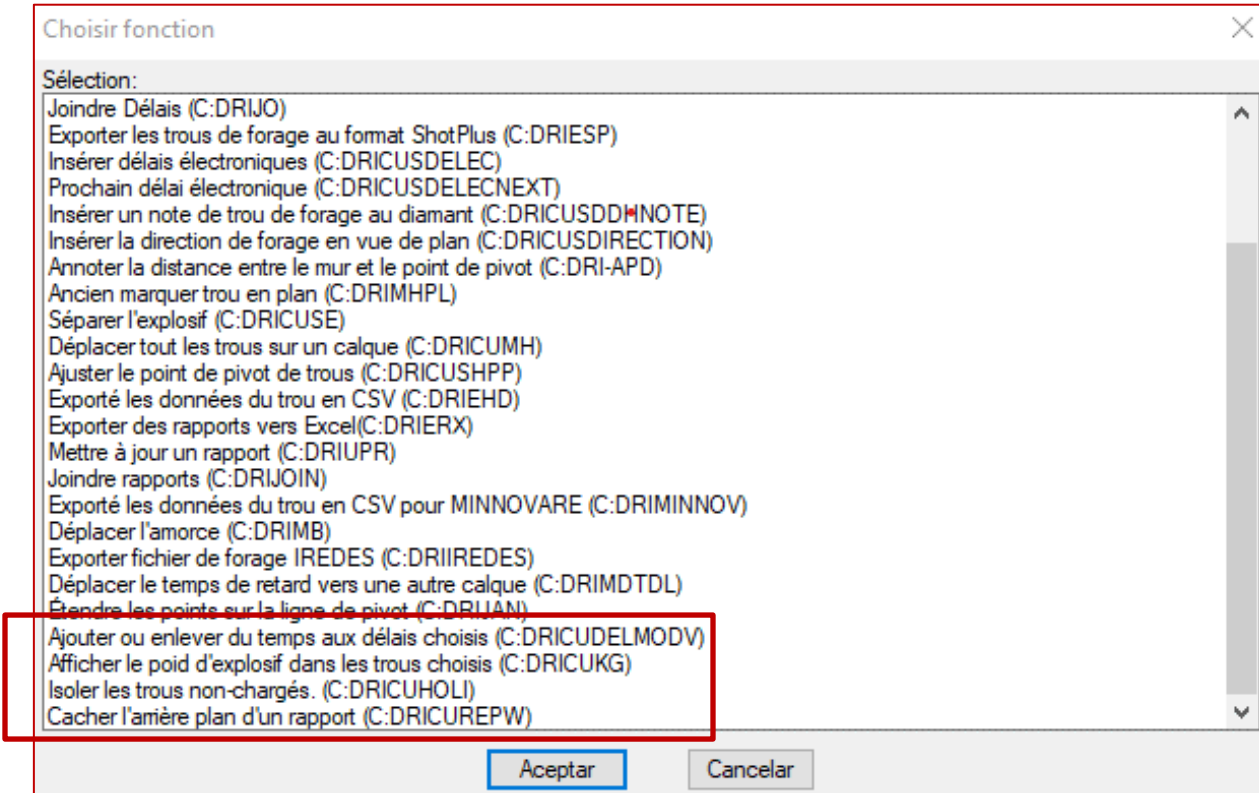 Choisir fonction
Sélection:
Joindre Délais (C:DRIJO)
Exporter les trous de forage au format ShotPlus (C:DRIESP)
Insérer délais électroniques (C:DRICUSDELEC)
Prochain délai électronique (C:DRICUSDELECNEXT)
Insérer un note de trou de forage au diamant (C:DRICUSDDHNOTE)
Insérer la direction de forage en vue de plan (C:DRICUSDIRECTION)
Annoter la distance entre le mur et le point de pivot (C:DRI-APD)
Ancien marquer trou en plan (C:DRIMHPL)
Séparer l'explosif (C:DRICUSE)
Déplacer tout les trous sur un calque (C:DRICUMH)
Ajuster le point de pivot de trous (C:DRICUSHPP)
Exporté les données du trou en CSV (C:DRIEHD)
Exporter des rapports vers Excel(C:DRIERX)
Mettre à jour un rapport (C:DRIUPR)
Joindre rapports (C:DRIJOIN)
Exporté les données du trou en CSV pour MINNOVARE (C:DRIMINNOV)
Déplacer l'amorce (C:DRIMB)
Exporter fichier de forage IREDES (C:DRIIREDES)
Déplacer le temps de retard vers une autre calque (C:DRIMDTDL)
Étendre les points sur la ligne de pivot (C:DRIJAN)
Ajouter ou enlever du temps aux délais choisis (C:DRICUDELMODV)
Afficher le poid d'explosif dans les trous choisis (C:DRICUKG)
Isoler les trous non-chargés. (C:DRICUHOLI)
Cacher l'arrière plan d'un rapport (C:DRICUREPW)
Aceptar Cancelar